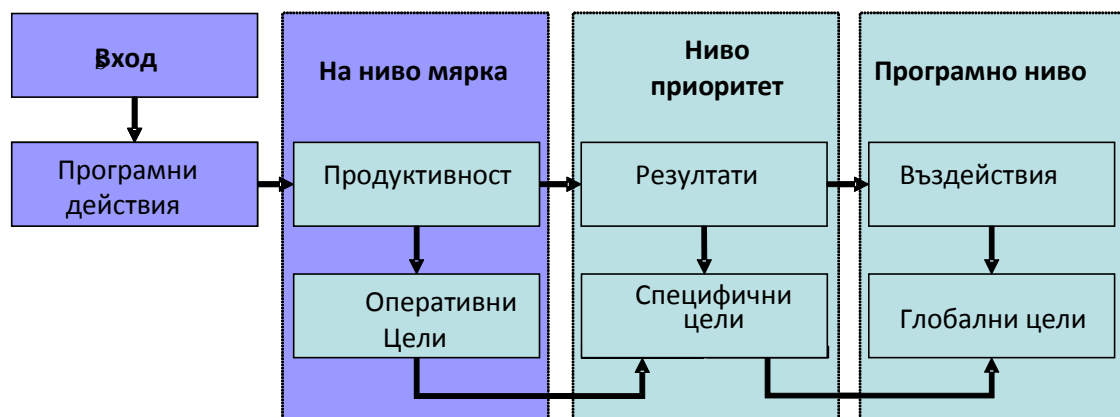 Вход
На ниво мярка
Ниво
приоритет
Програмно ниво
Програмни
действия
Продуктивност
Резултати
Въздействия
Оперативни
Цели
Специфични
цели
Глобални цели